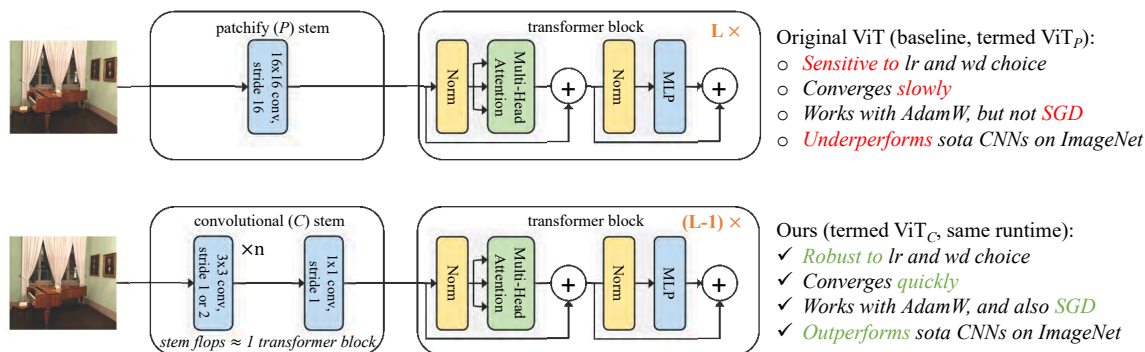 patchify (P) stem
16x16 conv,
stride 16
transformer block
L ×
Norm
Multi-Head
Attention
+
Norm
MLP
+
Original ViT (baseline, termed ViT_P):
○ Sensitive to lr and wd choice
○ Converges slowly
○ Works with AdamW, but not SGD
○ Underperforms sota CNNs on ImageNet
convolutional (C) stem
3x3 conv,
stride 1 or 2
×n
1x1 conv,
stride 1
stem flops ≈ 1 transformer block
transformer block
(L-1) ×
Norm
Multi-Head
Attention
+
Norm
MLP
+
Ours (termed ViT_C, same runtime):
✓ Robust to lr and wd choice
✓ Converges quickly
✓ Works with AdamW, and also SGD
✓ Outperforms sota CNNs on ImageNet